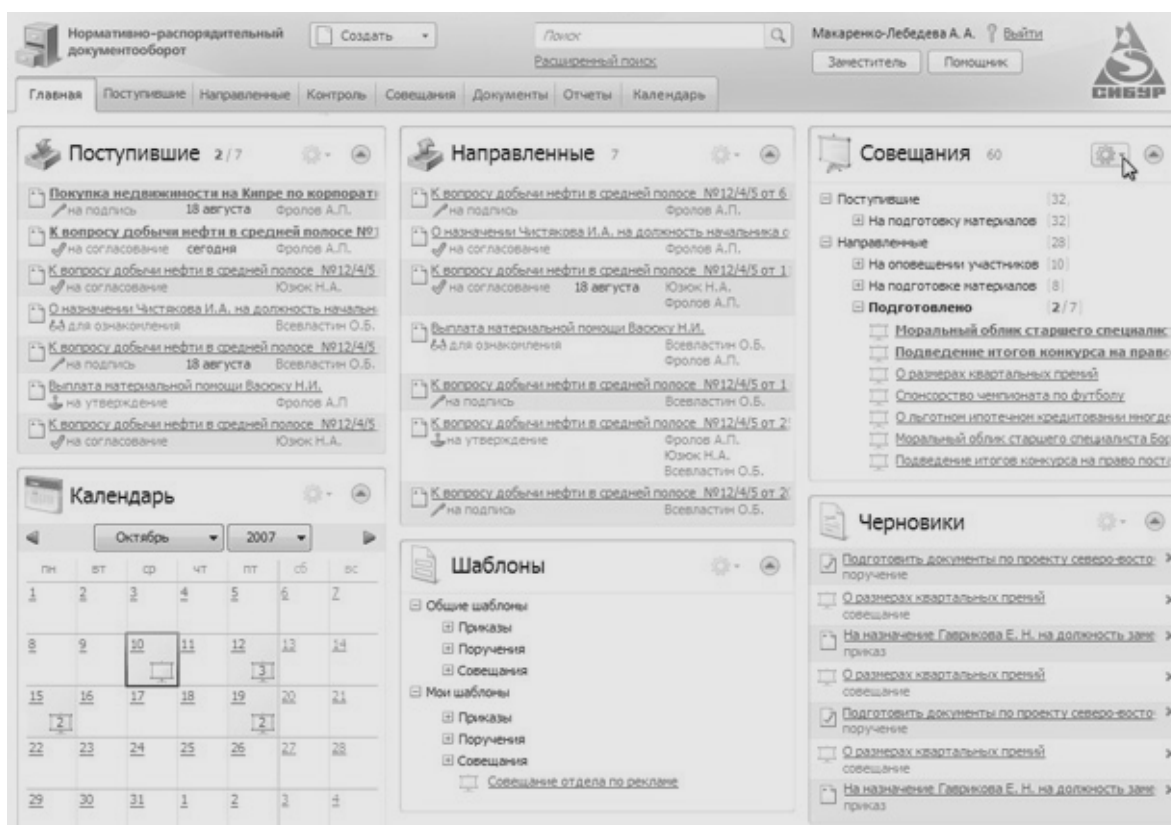 Нормативно-распорядительный
документооборот
Создать
Поиск
Расширенный поиск
Макаренко-Лебедева А. А. ? Выйти
Заместитель Помощник
СИБУР
Главная Поступившие Направленные Контроль Совещания Документы Отчеты Календарь
Поступившие 2/7
Покупка недвижимости на Кипре по корпорати
на подпись 18 августа Фролов А.П.
К вопросу добычи нефти в средней полосе №1
на согласование сегодня Фролов А.П.
К вопросу добычи нефти в средней полосе №12/4/5
на согласование Юзюк Н.А.
О назначении Чистякова И.А. на должность начальн
для ознакомления Всевластин О.Б.
К вопросу добычи нефти в средней полосе №12/4/5
на подпись 18 августа Всевластин О.Б.
Выплата материальной помощи Васюку Н.И.
на утверждение Фролов А.П
К вопросу добычи нефти в средней полосе №12/4/5
на согласование Юзюк Н.А.
Календарь
Октябрь 2007
пн вт ср чт пт сб вс
1 2 3 4 5 6 7
8 9 10 11 12 13 14
3
15 16 17 18 19 20 21
2 2
22 23 24 25 26 27 28
29 30 31 1 2 3 4
Направленные 7
К вопросу добычи нефти в средней полосе №12/4/5 от 6
на подпись Фролов А.П.
О назначении Чистякова И.А. на должность начальника о
на согласование Фролов А.П.
К вопросу добычи нефти в средней полосе №12/4/5 от 1
на согласование 18 августа Юзюк Н.А.
Фролов А.П.
Выплата материальной помощи Васюку Н.И.
для ознакомления Всевластин О.Б.
Фролов А.П.
К вопросу добычи нефти в средней полосе №12/4/5 от 1
на подпись Всевластин О.Б.
К вопросу добычи нефти в средней полосе №12/4/5 от 2
на утверждение Фролов А.П.
Юзюк Н.А.
Всевластин О.Б.
К вопросу добычи нефти в средней полосе №12/4/5 от 20
на подпись Всевластин О.Б.
Шаблоны
Общие шаблоны
Приказы
Поручения
Совещания
Мои шаблоны
Приказы
Поручения
Совещания
Совещание отдела по рекламе
Совещания 60
Поступившие [32]
На подготовку материалов [32]
Направленные [28]
На оповещении участников [10]
На подготовке материалов [8]
Подготовлено 2/7]
Моральный облик старшего специалис
Подведение итогов конкурса на право
О размерах квартальных премий
Спонсорство чемпионата по футболу
О льготном ипотечном кредитовании иногде
Моральный облик старшего специалиста Бор
Подведение итогов конкурса на право пост
Черновики
Подготовить документы по проекту северо-восто
поручение
О размерах квартальных премий
совещание
На назначение Гаврикова Е. Н. на должность заме
приказ
О размерах квартальных премий
совещание
Подготовить документы по проекту северо-восто
поручение
О размерах квартальных премий
совещание
На назначение Гаврикова Е. Н. на должность заме
приказ